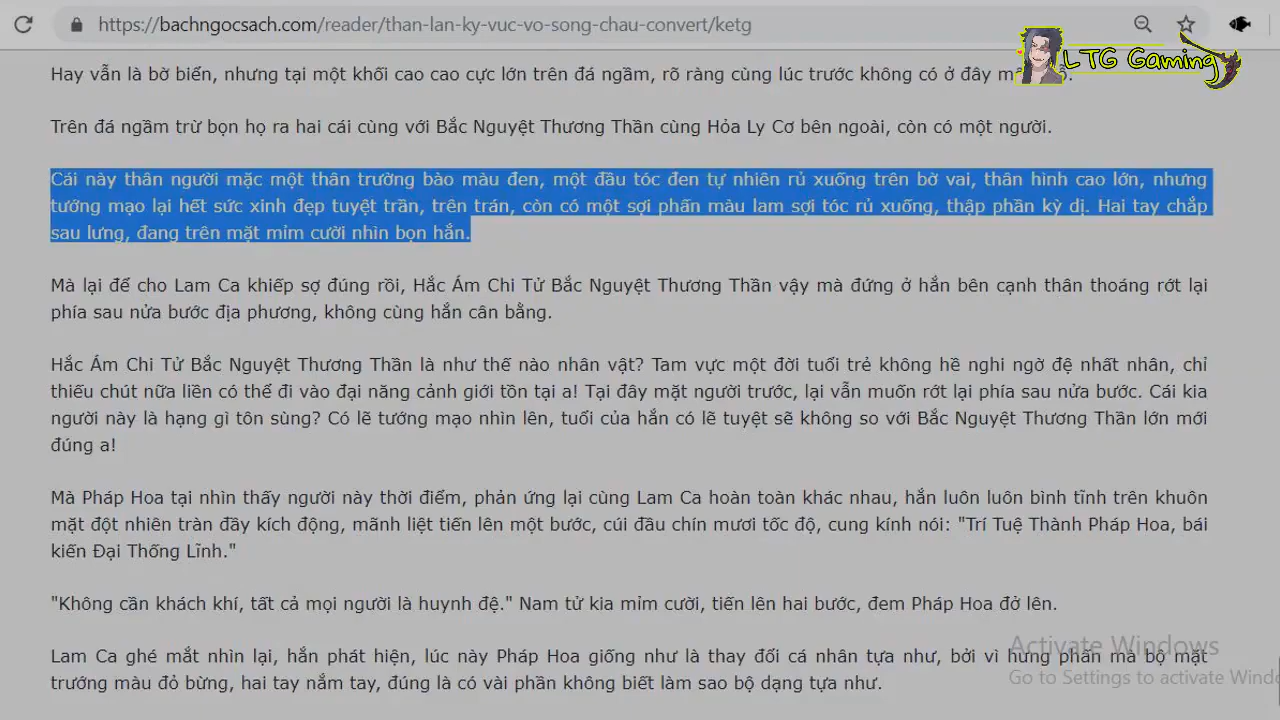 https://bachngocsach.com/reader/than-lan-ky-vuc-vo-song-chau-convert/ketg
LTG Gaming
Hay vẫn là bờ biển, nhưng tại một khối cao cao cực lớn trên đá ngầm, rõ ràng cùng lúc trước không có ở đây
Trên đá ngầm trừ bọn họ ra hai cái cùng với Bắc Nguyệt Thương Thần cùng Hỏa Ly Cơ bên ngoài, còn có một người.
Cái này thân người mặc một thân trường bào màu đen, một đầu tóc đen tự nhiên rủ xuống trên bờ vai, thân hình cao lớn, nhưng
tướng mạo lại hết sức xinh đẹp tuyệt trần, trên trán, còn có một sợi phấn màu lam sợi tóc rủ xuống, thập phần kỳ dị. Hai tay chắp
sau lưng, đang trên mặt mỉm cười nhìn bọn hắn.
Mà lại để cho Lam Ca khiếp sợ đúng rồi, Hắc Ám Chi Tử Bắc Nguyệt Thương Thần vậy mà đứng ở hắn bên cạnh thân thoáng rớt lại
phía sau nửa bước địa phương, không cùng hắn cân bằng.
Hắc Ám Chi Tử Bắc Nguyệt Thương Thần là như thế nào nhân vật? Tam vực một đời tuổi trẻ không hề nghi ngờ đệ nhất nhân, chỉ
thiếu chút nữa liền có thể đi vào đại năng cảnh giới tồn tại a! Tại đây mặt người trước, lại vẫn muốn rớt lại phía sau nửa bước. Cái kia
người này là hạng gì tôn sùng? Có lẽ tướng mạo nhìn lên, tuổi của hắn có lẽ tuyệt sẽ không so với Bắc Nguyệt Thương Thần lớn mới
đúng a!
Mà Pháp Hoa tại nhìn thấy người này thời điểm, phản ứng lại cùng Lam Ca hoàn toàn khác nhau, hắn luôn luôn bình tĩnh trên khuôn
mặt đột nhiên tràn đầy kích động, mãnh liệt tiến lên một bước, cúi đầu chín mươi tốc độ, cung kính nói: "Trí Tuệ Thành Pháp Hoa, bái
kiến Đại Thống Lĩnh."
"Không cần khách khí, tất cả mọi người là huynh đệ." Nam tử kia mỉm cười, tiến lên hai bước, đem Pháp Hoa đở lên.
Lam Ca ghé mắt nhìn lại, hắn phát hiện, lúc này Pháp Hoa giống như là thay đổi cá nhân tựa như, bởi vì hưng phấn mà bộ mặt
trướng màu đỏ bừng, hai tay nắm tay, đúng là có vài phần không biết làm sao bộ dạng tựa như.
Activate Windows
Go to Settings to activate Wind